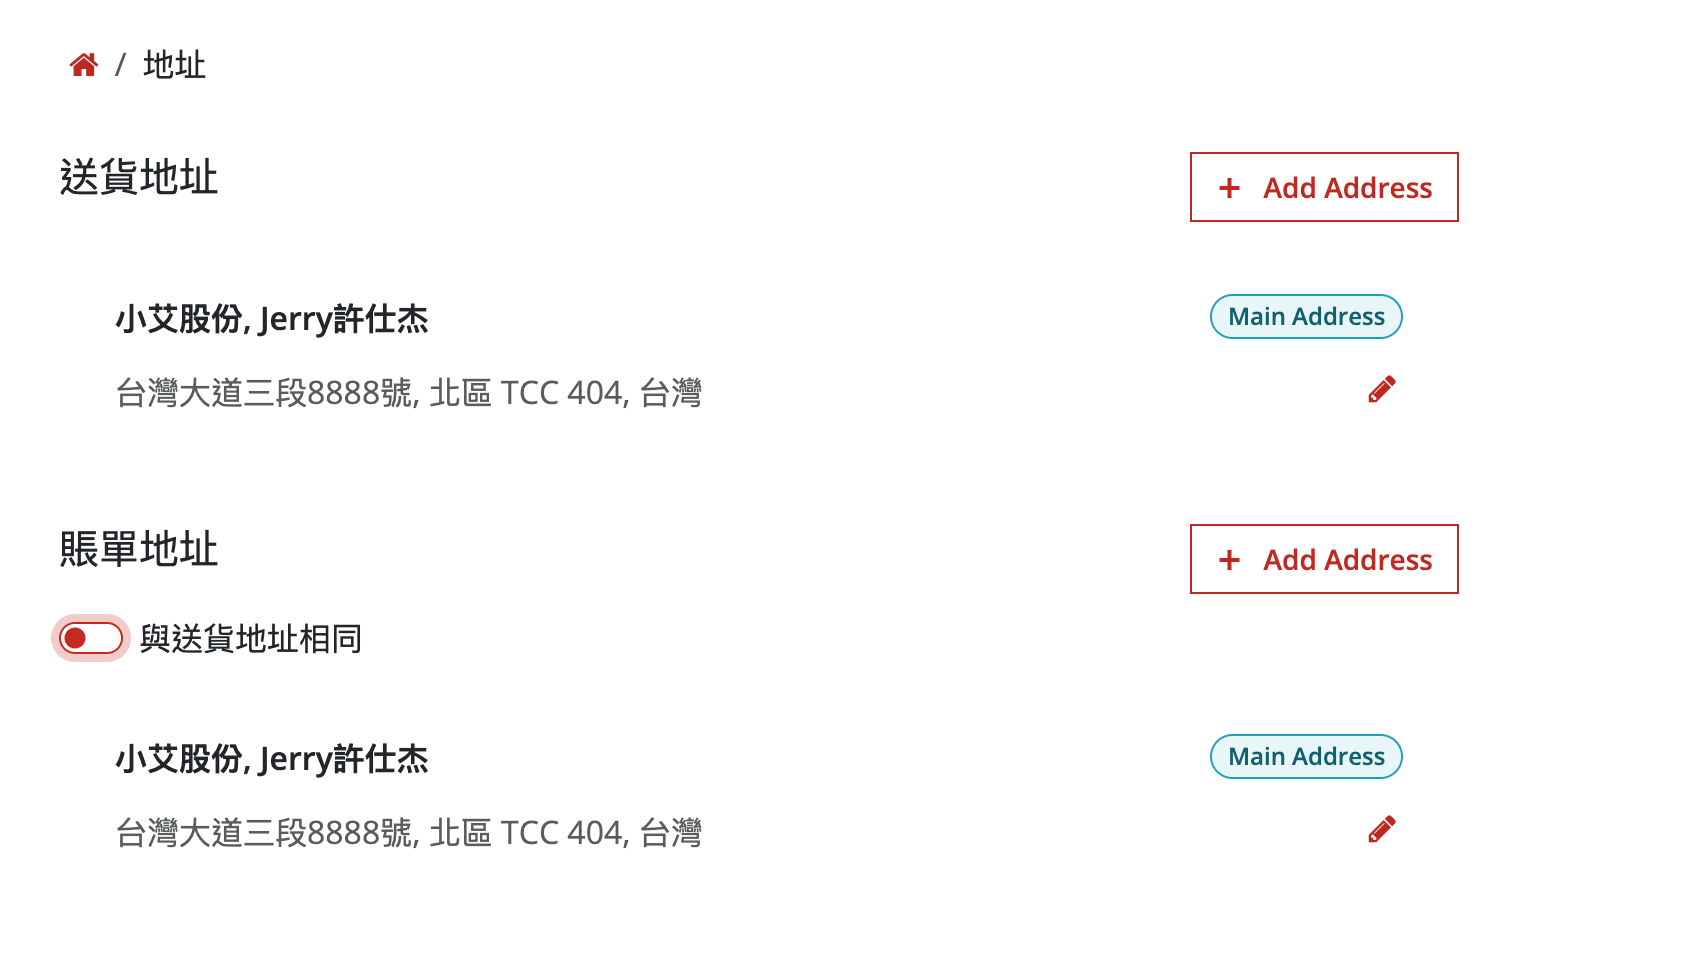 / 地址
送貨地址
+ Add Address
小艾股份, Jerry許仕杰
Main Address
台灣大道三段8888號, 北區 TCC 404, 台灣
賬單地址
+ Add Address
與送貨地址相同
小艾股份, Jerry許仕杰
Main Address
台灣大道三段8888號, 北區 TCC 404, 台灣